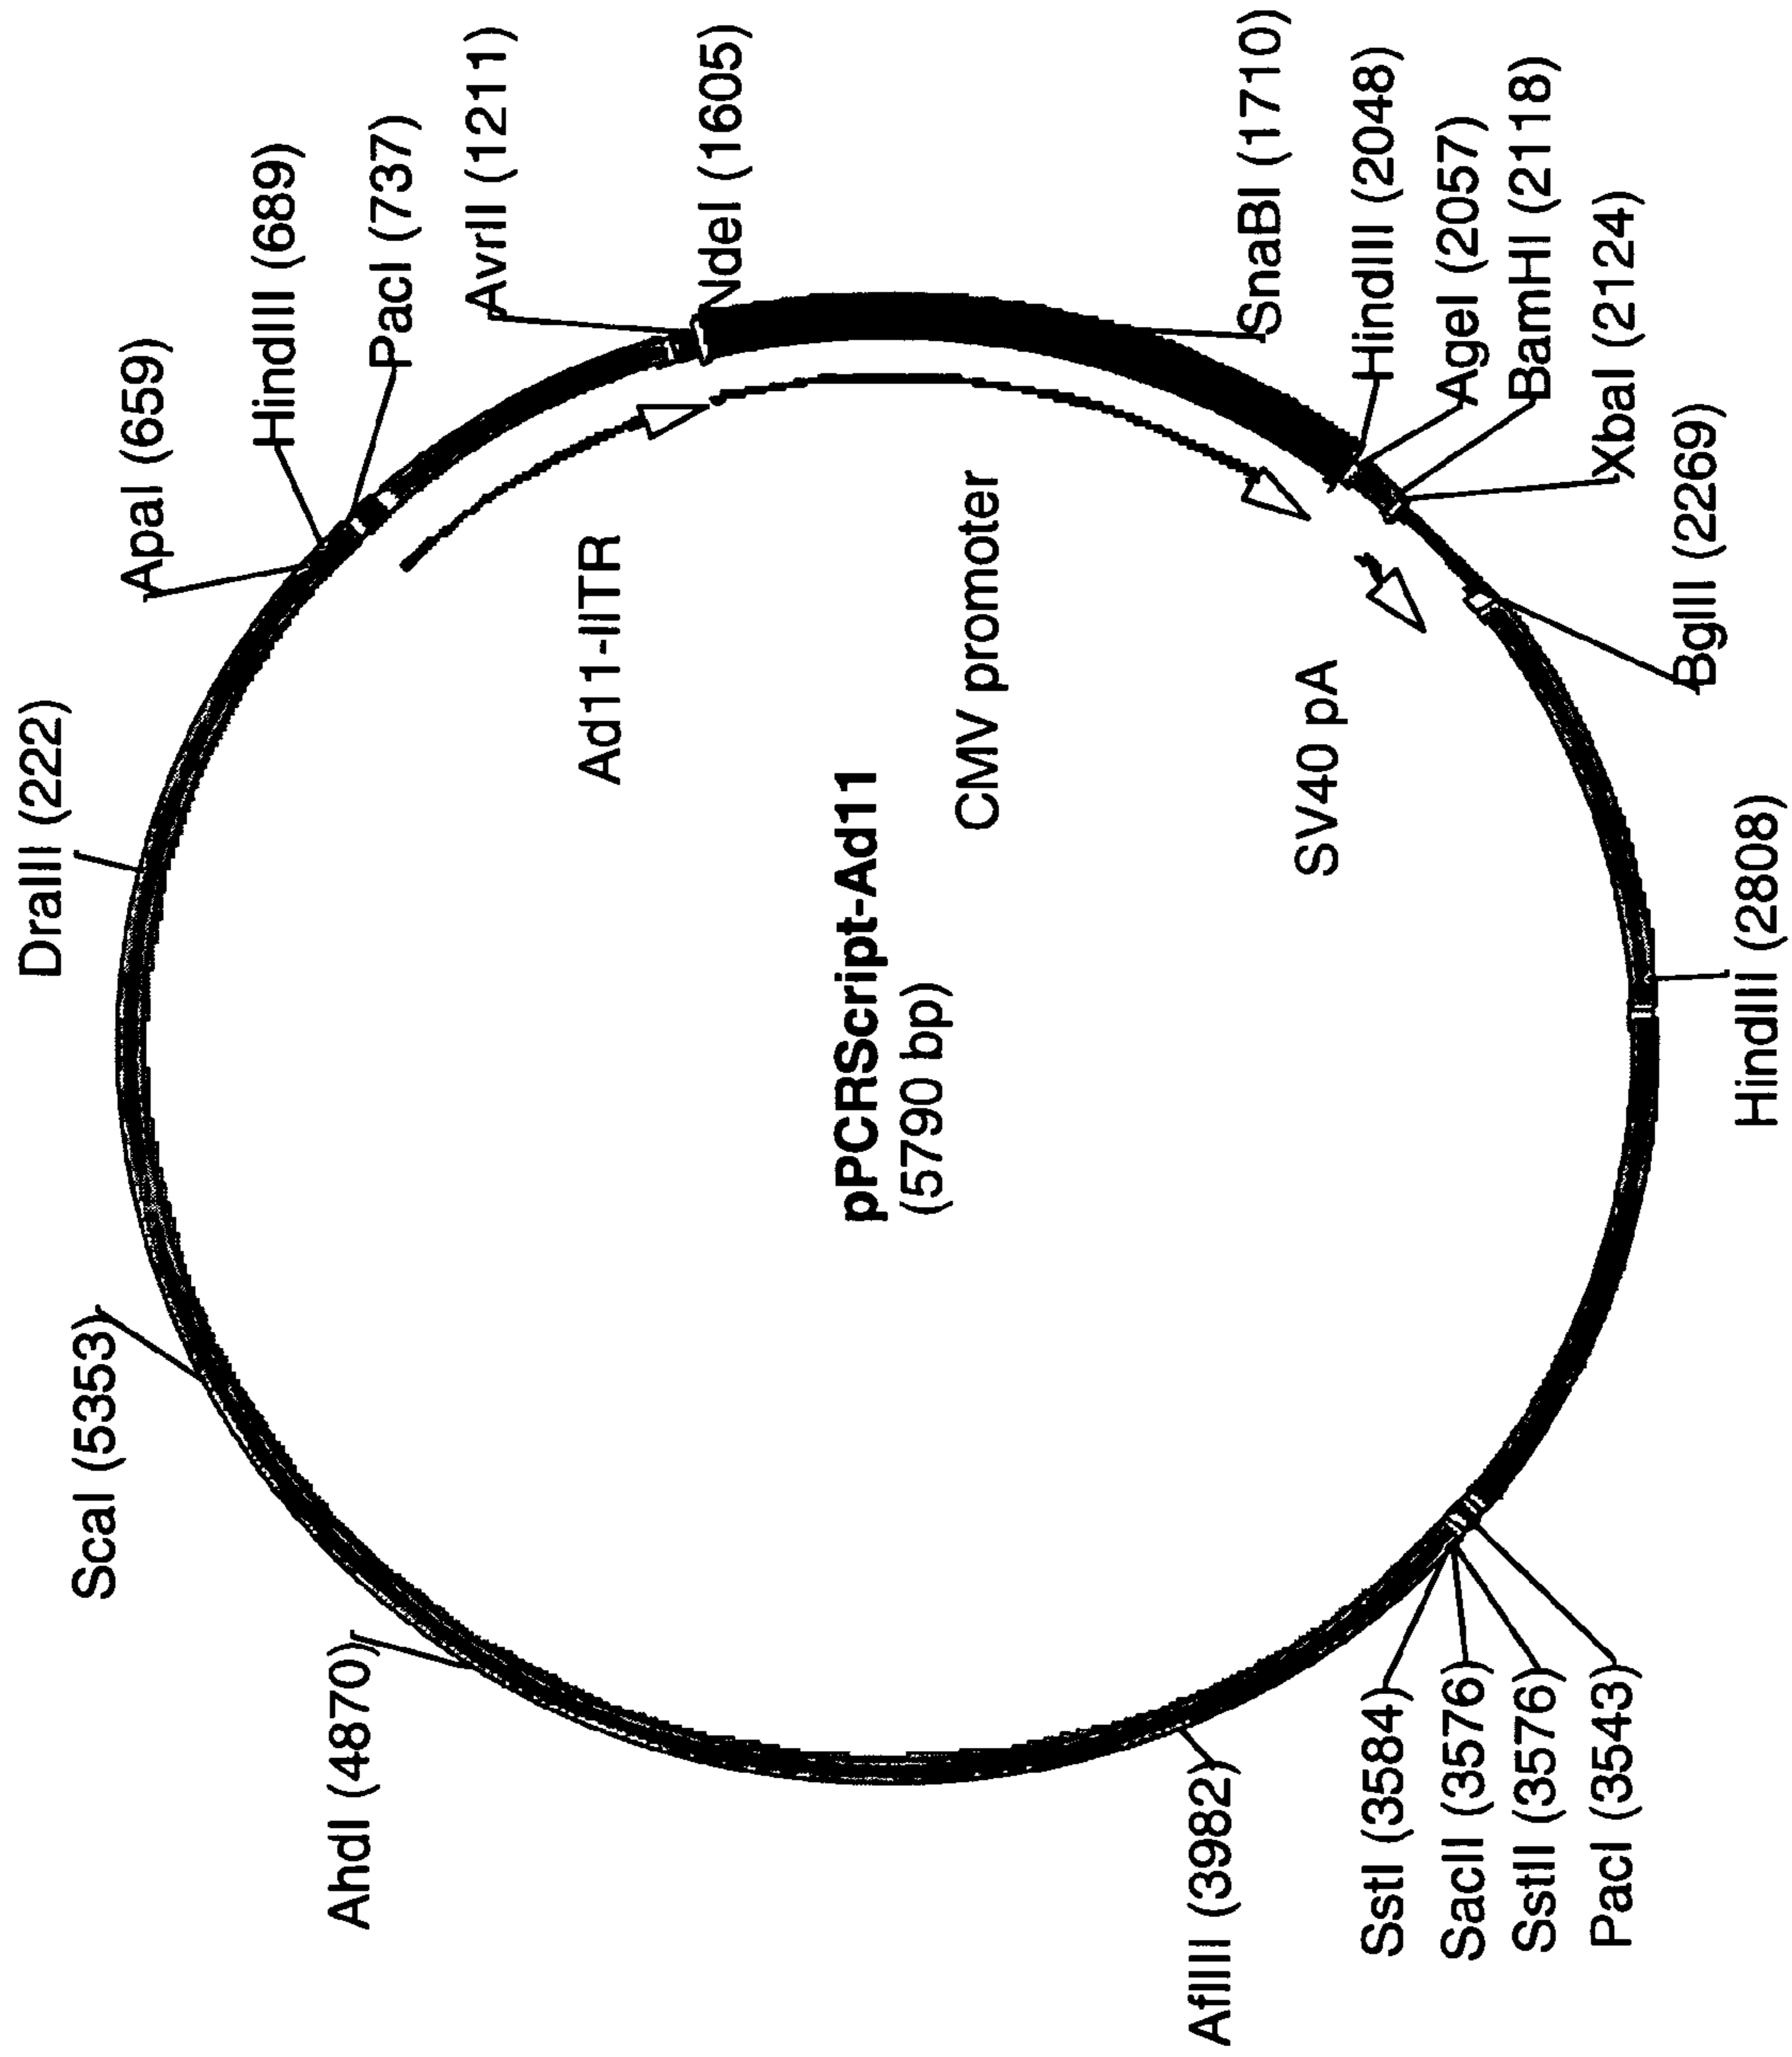 DraIII (222)
ApaI (659)
HindIII (689)
PacI (737)
AvrII (1211)
NdeI (1605)
SnaBI (1710)
HindIII (2048)
AgeI (2057)
BamHI (2118)
XbaI (2124)
BglII (2269)
HindIII (2808)
PacI (3543)
SstII (3576)
SacII (3576)
SstI (3584)
AflIII (3982)
AhdI (4870)
ScaI (5353)
Ad11-lITR
CMV promoter
SV40 pA
pPCRScript-Ad11
(5790 bp)